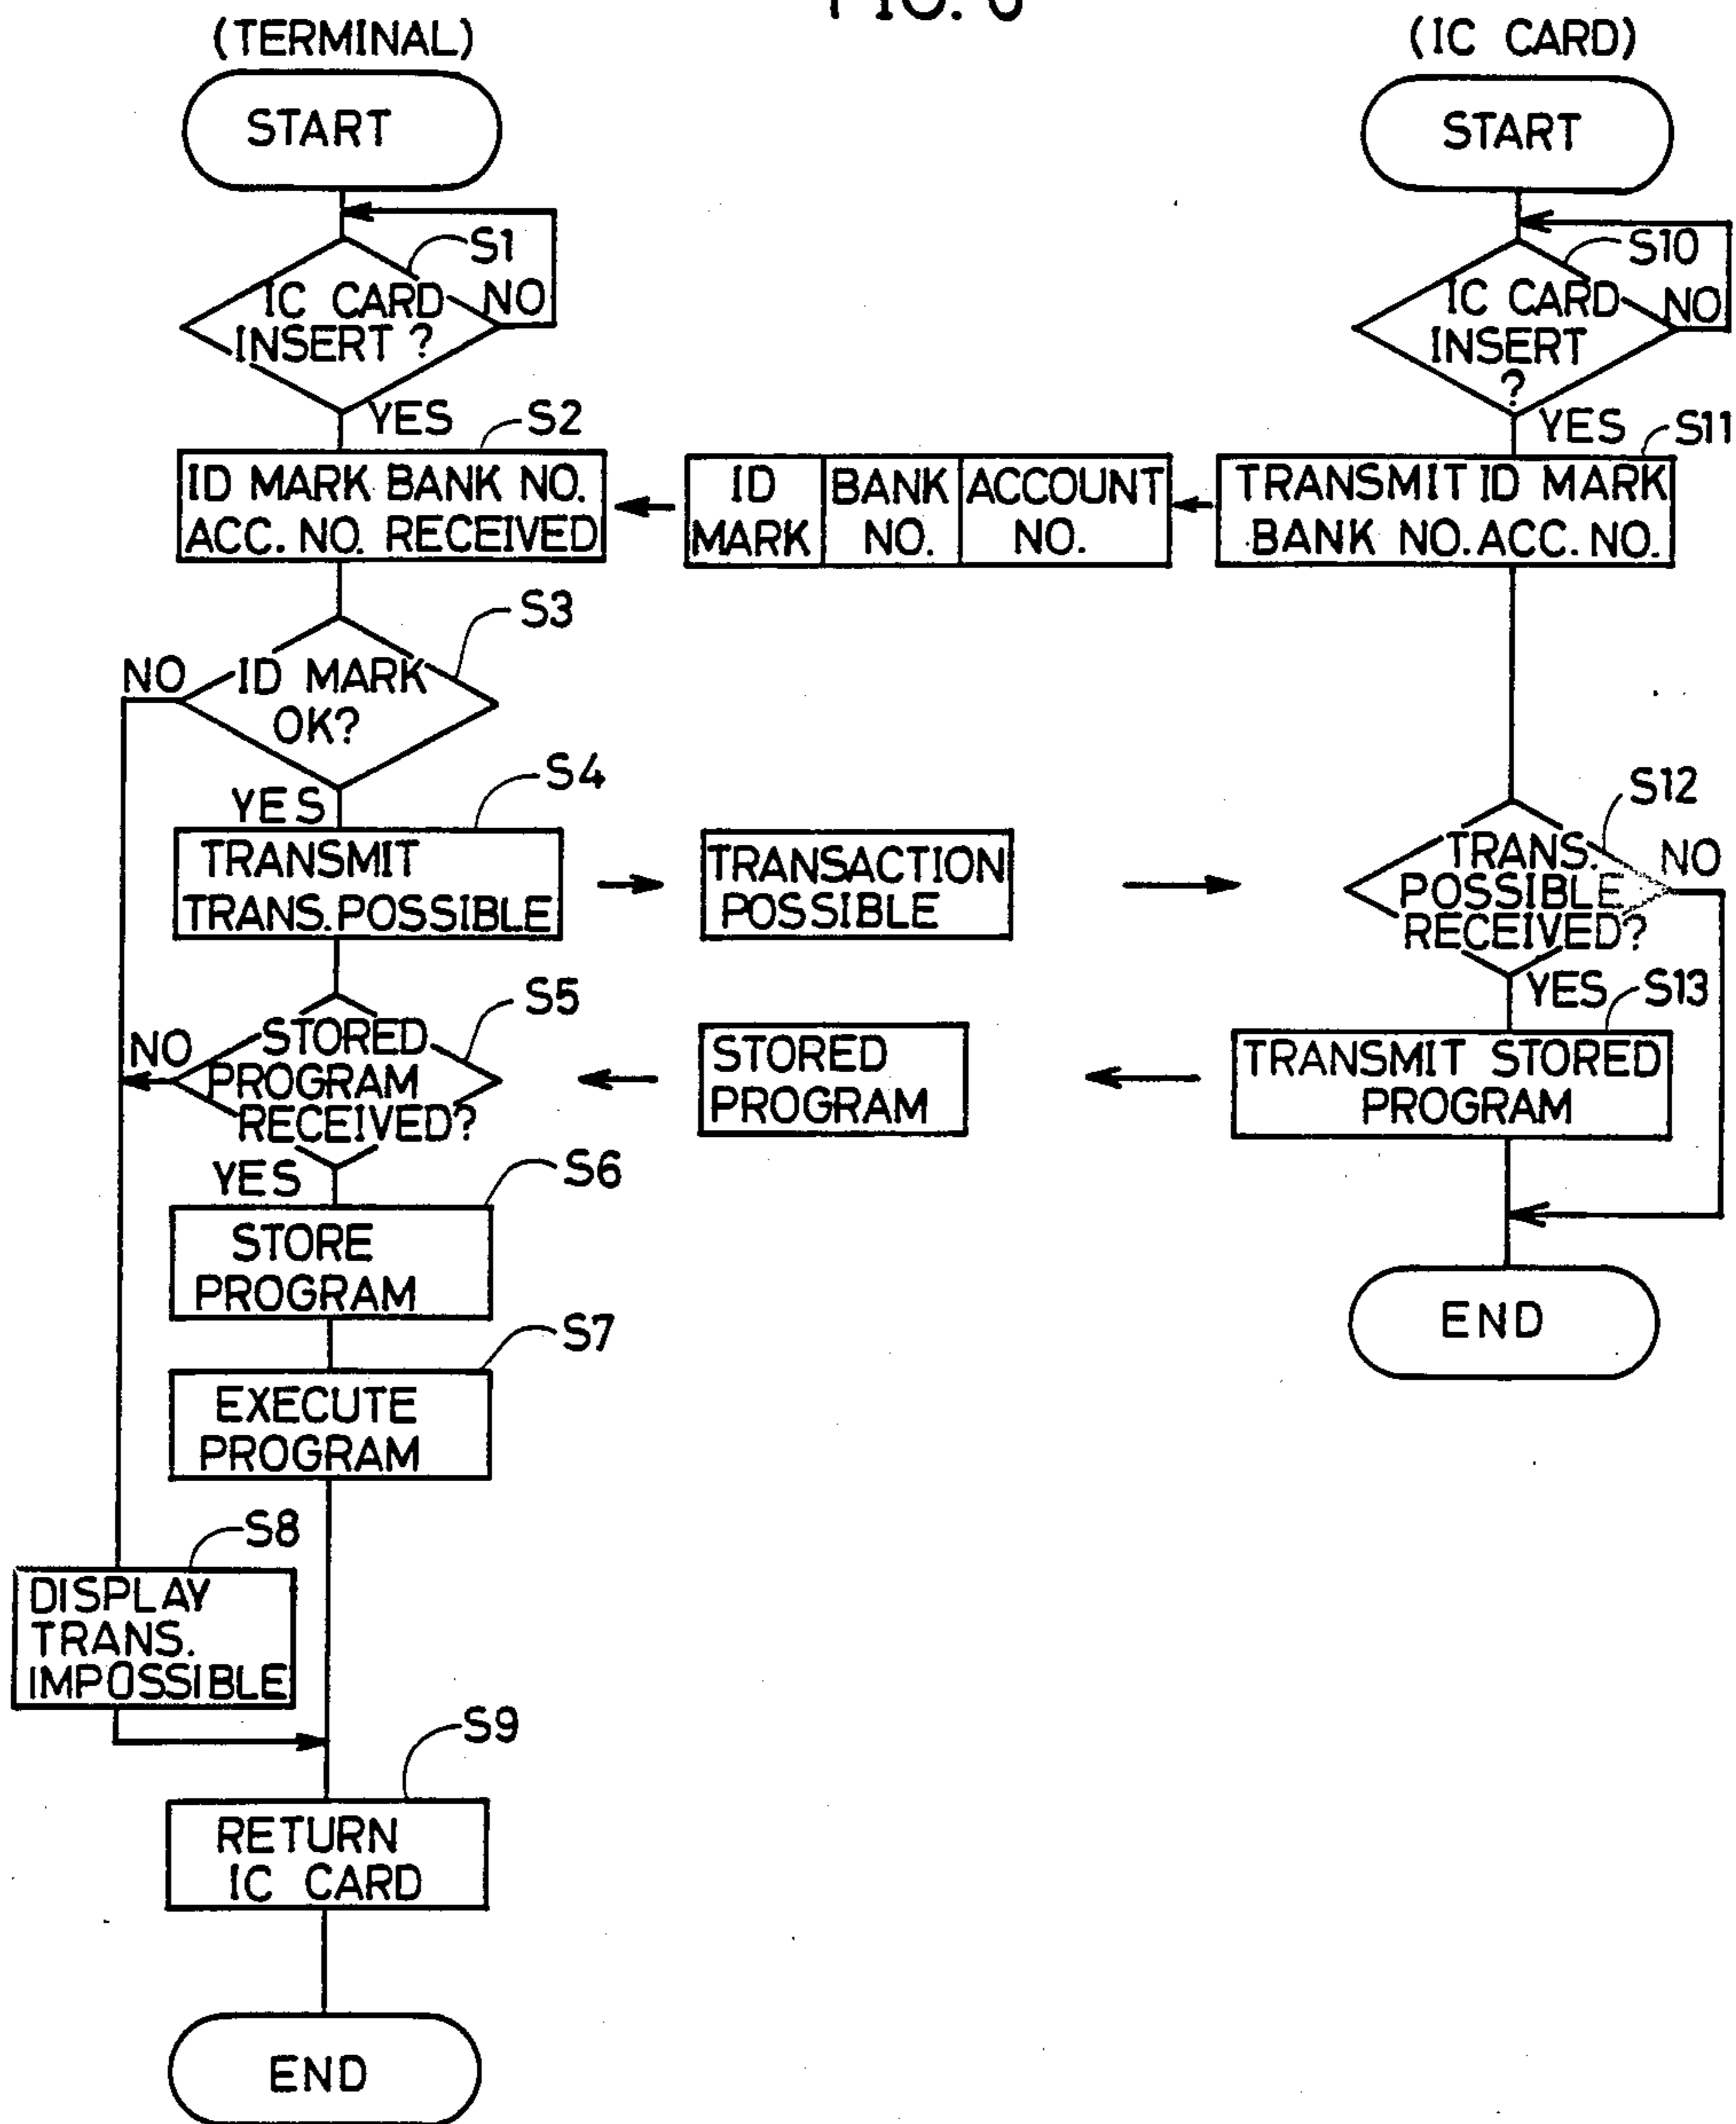 (TERMINAL)
START
S1
IC CARD
INSERT ?
NO
YES
S2
ID MARK BANK NO.
ACC. NO. RECEIVED
S3
ID MARK
OK?
NO
YES
S4
TRANSMIT
TRANS. POSSIBLE
S5
STORED
PROGRAM
RECEIVED?
NO
YES
S6
STORE
PROGRAM
S7
EXECUTE
PROGRAM
S8
DISPLAY
TRANS.
IMPOSSIBLE
S9
RETURN
IC CARD
END
ID
MARK
BANK
NO.
ACCOUNT
NO.
TRANSACTION
POSSIBLE
STORED
PROGRAM
(IC CARD)
START
S10
IC CARD
INSERT
?
NO
YES
S11
TRANSMIT ID MARK
BANK NO. ACC. NO.
S12
TRANS.
POSSIBLE
RECEIVED?
NO
YES
S13
TRANSMIT STORED
PROGRAM
END